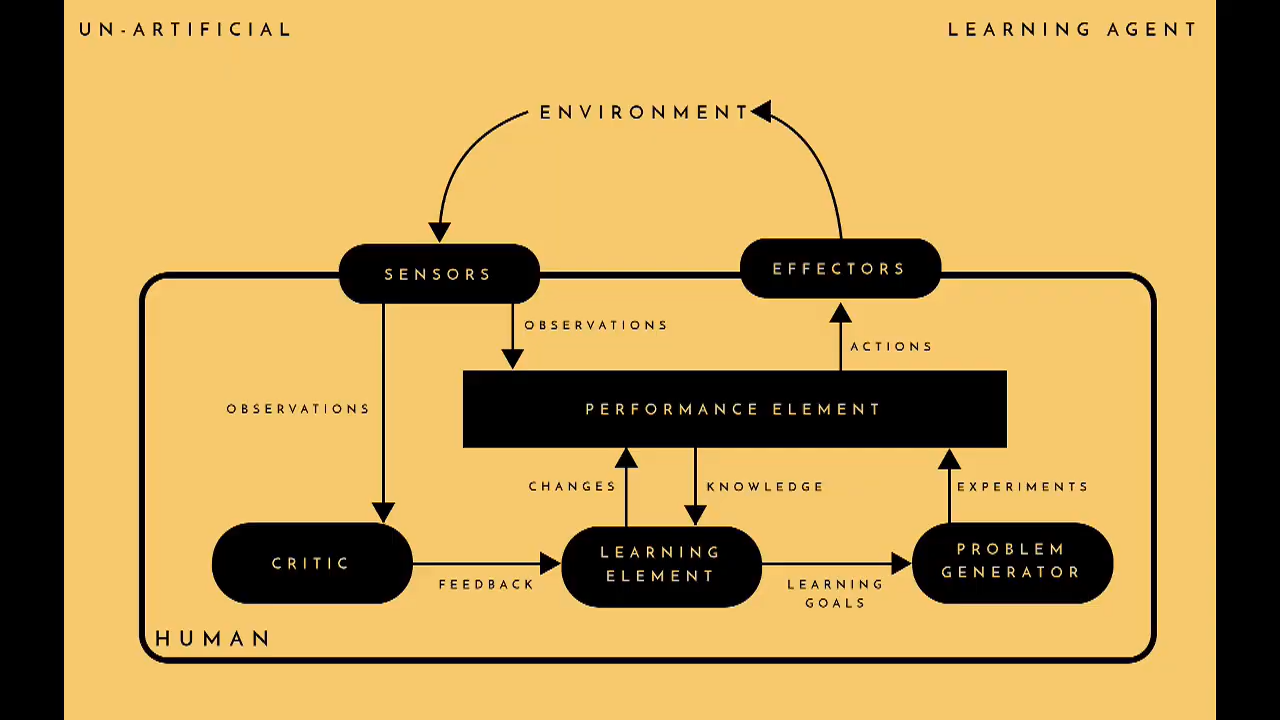 UN-ARTIFICIAL
LEARNING AGENT
ENVIRONMENT
SENSORS
EFFECTORS
OBSERVATIONS
ACTIONS
OBSERVATIONS
PERFORMANCE ELEMENT
CHANGES
KNOWLEDGE
EXPERIMENTS
CRITIC
FEEDBACK
LEARNING
ELEMENT
LEARNING
GOALS
PROBLEM
GENERATOR
HUMAN